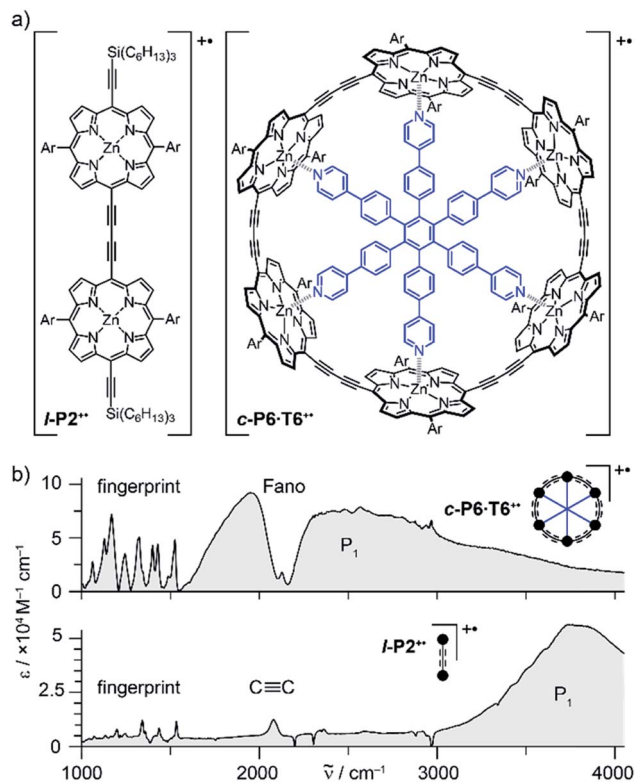 a)
+•
+•
Si(C₆H₁₃)₃
N N
Ar Zn Ar
N N
N N
Ar Zn Ar
N N
Si(C₆H₁₃)₃
l-P2⁺•
Ar
N N
Zn
N N
Ar
N
Ar
N N
Zn
N N
Ar
N
Ar
N N
Zn
N N
Ar
N
Ar
N N
Zn
N N
Ar
N
Ar
N N
Zn
N N
Ar
N
Ar
N N
Zn
N N
Ar
N
c-P6·T6⁺•
b)
10
fingerprint
Fano
c-P6·T6⁺•
+•
5
P₁
0
ε / ×10⁴ M⁻¹ cm⁻¹
5
l-P2⁺•
+•
2.5
fingerprint
C≡C
P₁
0
1000 2000 ν̃ / cm⁻¹ 3000 4000